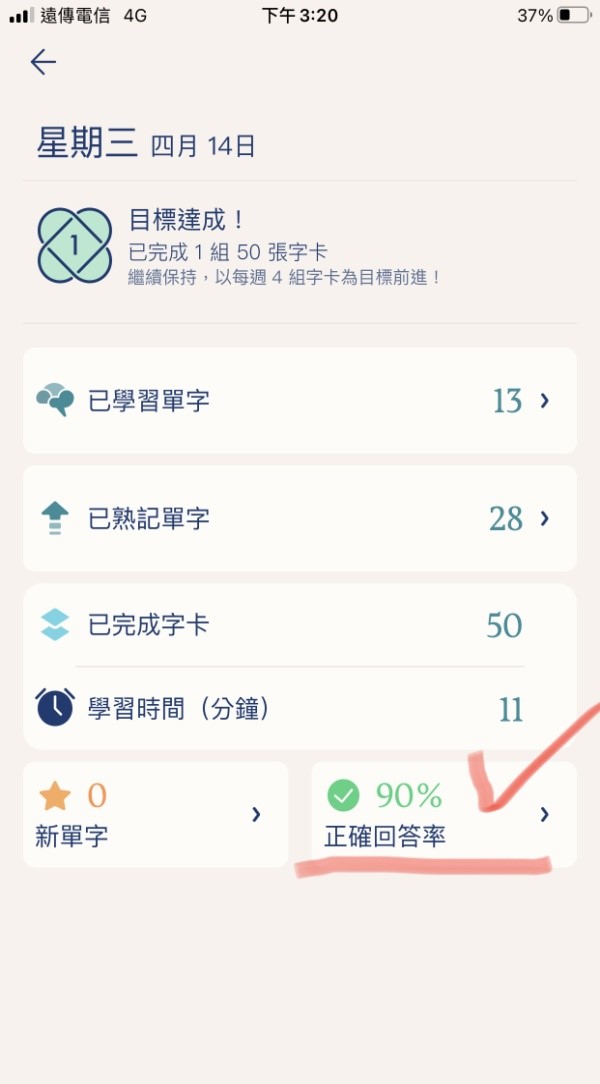 遠傳電信 4G 下午3:20 37%
星期三 四月 14日
1
目標達成！
已完成 1 組 50 張字卡
繼續保持，以每週 4 組字卡為目標前進！
已學習單字 13
已熟記單字 28
已完成字卡 50
學習時間（分鐘） 11
0
新單字
90%
正確回答率